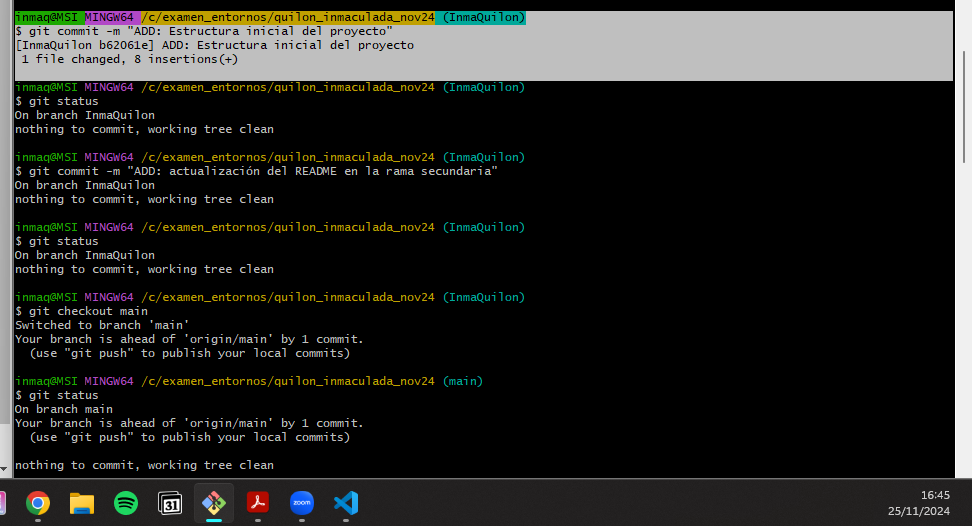 inmaq@MSI MINGW64 /c/examen_entornos/quilon_inmaculada_nov24 (InmaQuilon)
$ git commit -m "ADD: Estructura inicial del proyecto"
[InmaQuilon b62061e] ADD: Estructura inicial del proyecto
 1 file changed, 8 insertions(+)
inmaq@MSI MINGW64 /c/examen_entornos/quilon_inmaculada_nov24 (InmaQuilon)
$ git status
On branch InmaQuilon
nothing to commit, working tree clean
inmaq@MSI MINGW64 /c/examen_entornos/quilon_inmaculada_nov24 (InmaQuilon)
$ git commit -m "ADD: actualización del README en la rama secundaria"
On branch InmaQuilon
nothing to commit, working tree clean
inmaq@MSI MINGW64 /c/examen_entornos/quilon_inmaculada_nov24 (InmaQuilon)
$ git status
On branch InmaQuilon
nothing to commit, working tree clean
inmaq@MSI MINGW64 /c/examen_entornos/quilon_inmaculada_nov24 (InmaQuilon)
$ git checkout main
Switched to branch 'main'
Your branch is ahead of 'origin/main' by 1 commit.
  (use "git push" to publish your local commits)
inmaq@MSI MINGW64 /c/examen_entornos/quilon_inmaculada_nov24 (main)
$ git status
On branch main
Your branch is ahead of 'origin/main' by 1 commit.
  (use "git push" to publish your local commits)
nothing to commit, working tree clean
31
zoom
16:45
25/11/2024